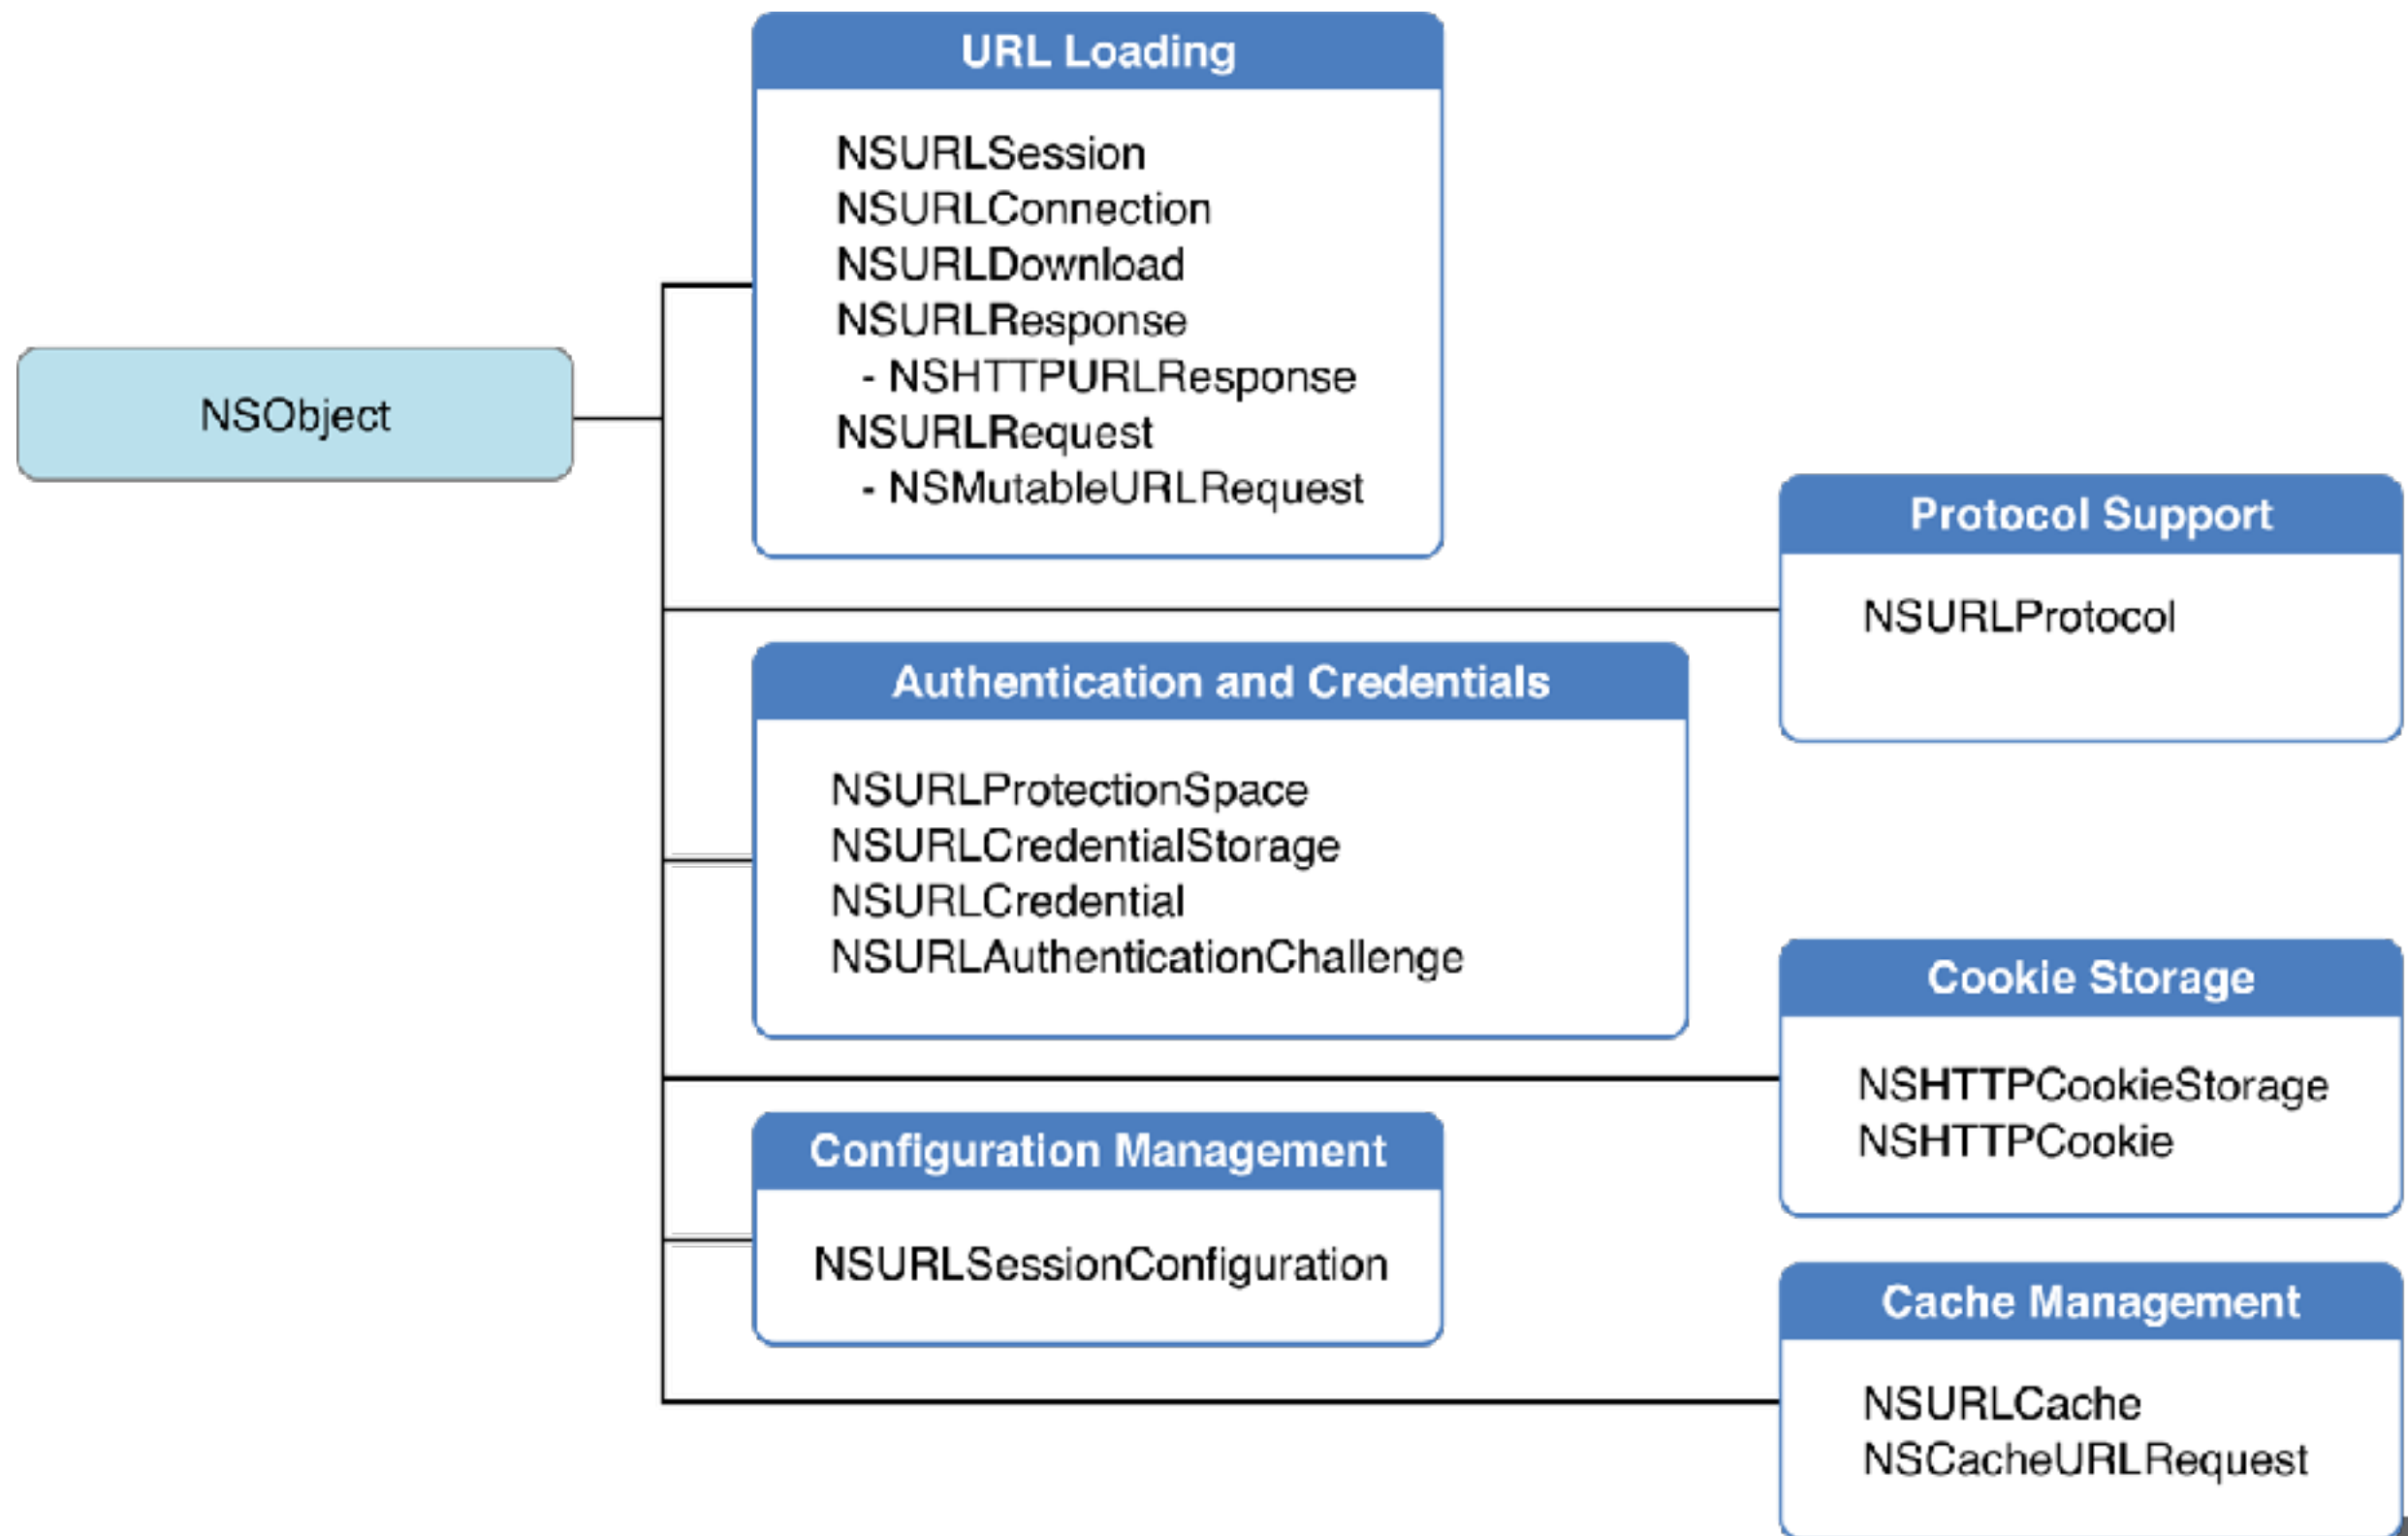 NSObject
URL Loading
NSURLSession
NSURLConnection
NSURLDownload
NSURLResponse
- NSHTTPURLResponse
NSURLRequest
- NSMutableURLRequest
Protocol Support
NSURLProtocol
Authentication and Credentials
NSURLProtectionSpace
NSURLCredentialStorage
NSURLCredential
NSURLAuthenticationChallenge
Cookie Storage
NSHTTPCookieStorage
NSHTTPCookie
Configuration Management
NSURLSessionConfiguration
Cache Management
NSURLCache
NSCacheURLRequest